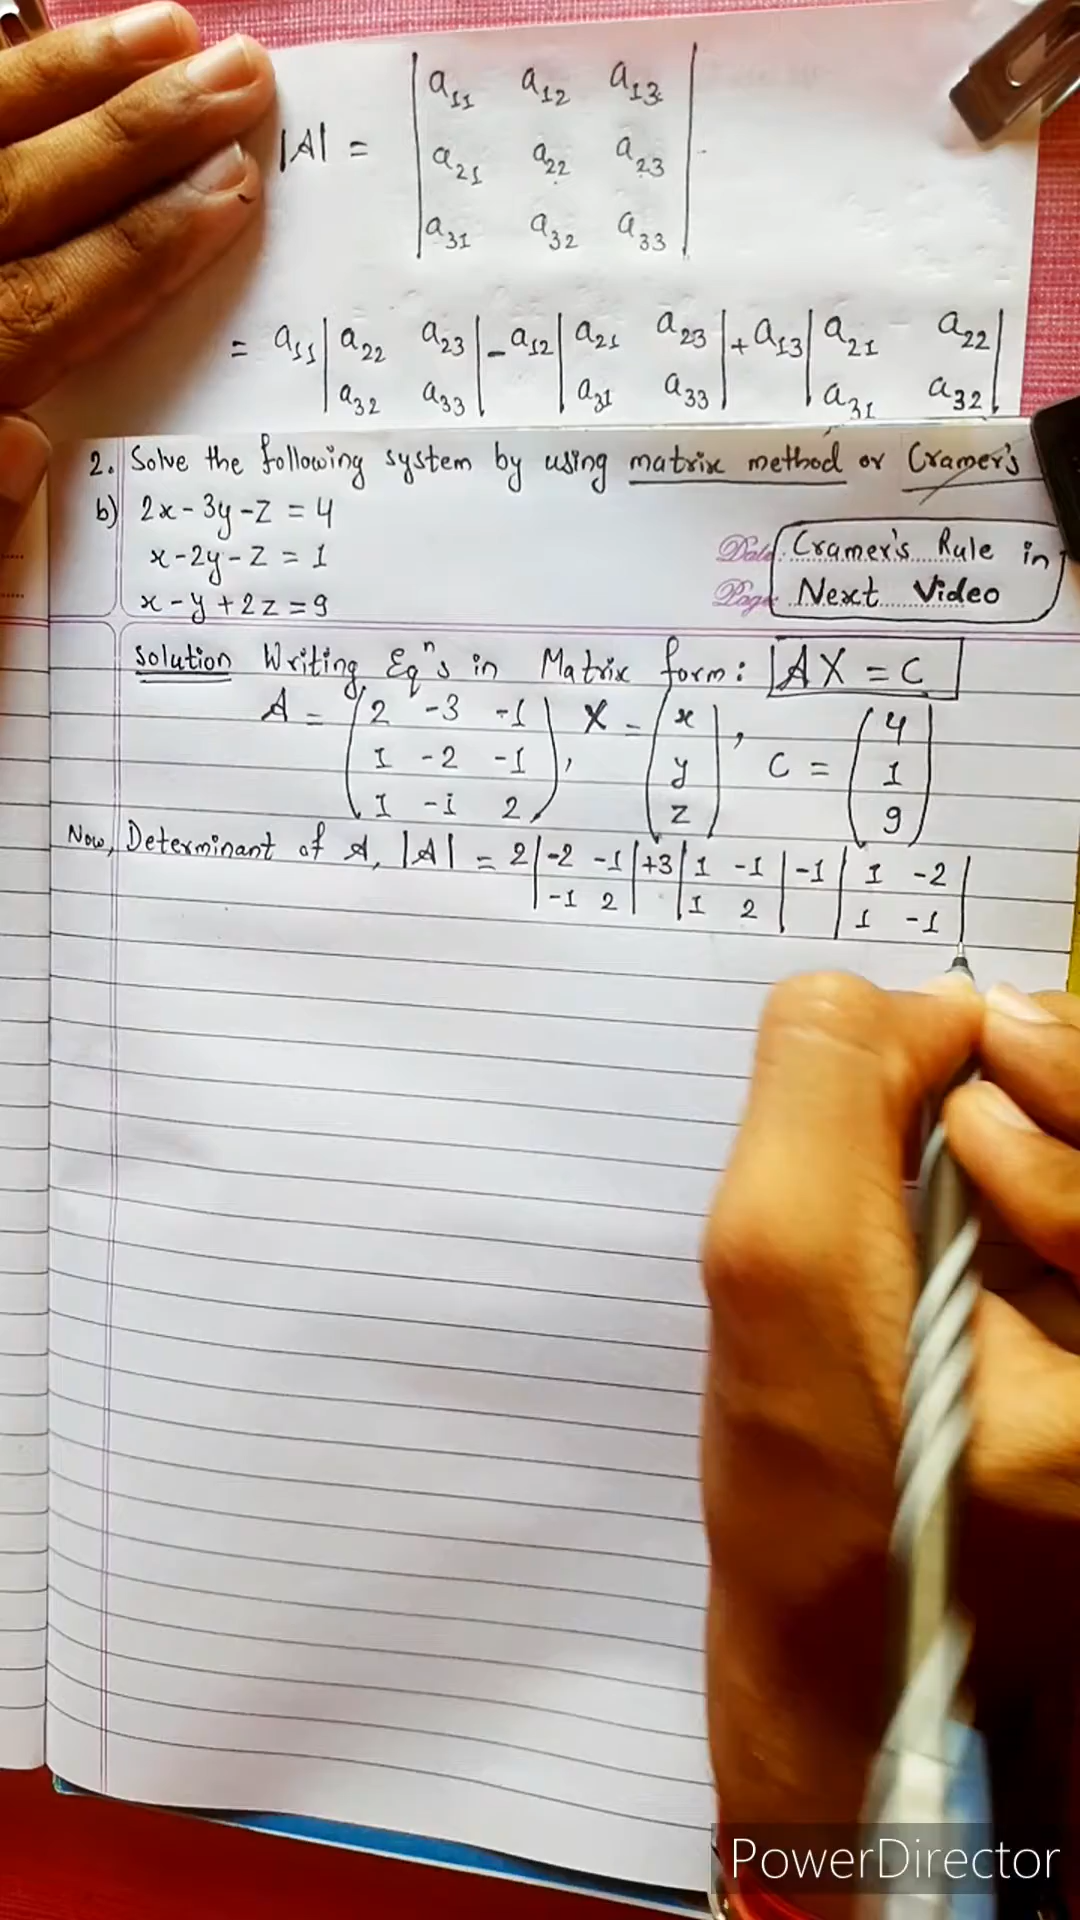 |A| = | a11 a12 a13 |
| a21 a22 a23 |
| a31 a32 a33 |
= a11 | a22 a23 | - a12 | a21 a23 | + a13 | a21 a22 |
| a32 a33 | | a31 a33 | | a31 a32 |
2. Solve the following system by using matrix method or Cramer's
b) 2x - 3y - z = 4
x - 2y - z = 1
x - y + 2z = 9
Date: Cramer's Rule in
Page: Next Video
Solution Writing Eqⁿs in Matrix form: AX = C
A = ( 2 -3 -1 ) , X = ( x ) , C = ( 4 )
( 1 -2 -1 ) ( y ) ( 1 )
( 1 -1 2 ) ( z ) ( 9 )
Now, Determinant of A, |A| = 2 | -2 -1 | +3 | 1 -1 | -1 | 1 -2 |
| -1 2 | | 1 2 | | 1 -1 |
PowerDirector